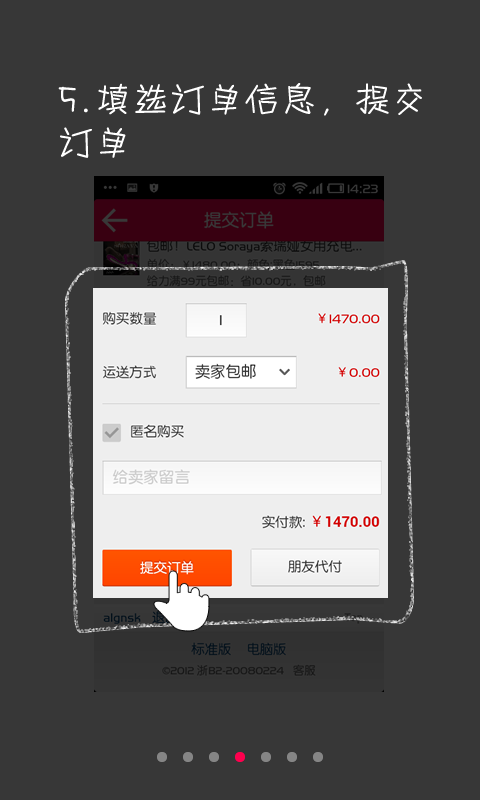 5.填选订单信息，提交
订单
14:23
提交订单
包邮！LELO Soraya索瑞娅女用充电...
单价：￥1480.00 颜色:黑色1595
给力满99元包邮；省10.00元，包邮
购买数量 1 ￥1470.00
运送方式 卖家包邮 ￥0.00
匿名购买
给卖家留言
实付款: ￥1470.00
提交订单 朋友代付
algnsk
标准版 电脑版
©2012 浙B2-20080224 客服